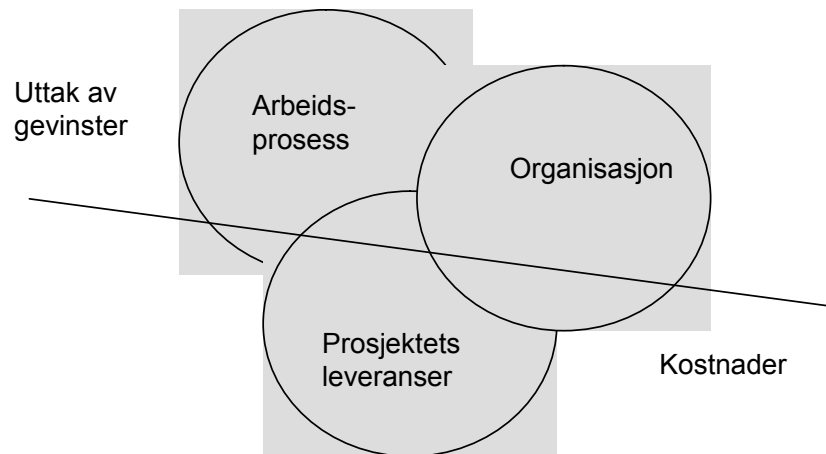 Uttak av
gevinster
Arbeids-
prosess
Organisasjon
Prosjektets
leveranser
Kostnader